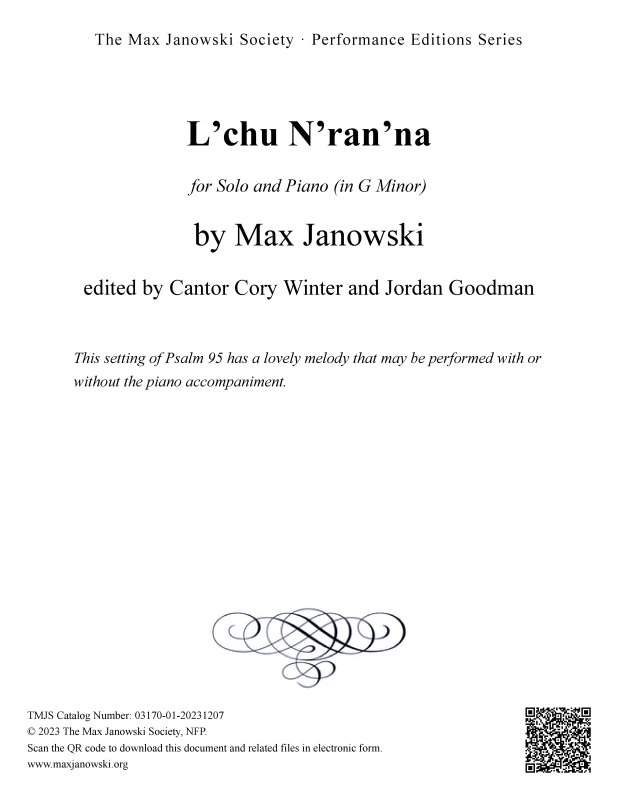 The Max Janowski Society · Performance Editions Series
L’chu N’ran’na
for Solo and Piano (in G Minor)
by Max Janowski
edited by Cantor Cory Winter and Jordan Goodman
This setting of Psalm 95 has a lovely melody that may be performed with or
without the piano accompaniment.
TMJS Catalog Number: 03170-01-20231207
© 2023 The Max Janowski Society, NFP.
Scan the QR code to download this document and related files in electronic form.
www.maxjanowski.org